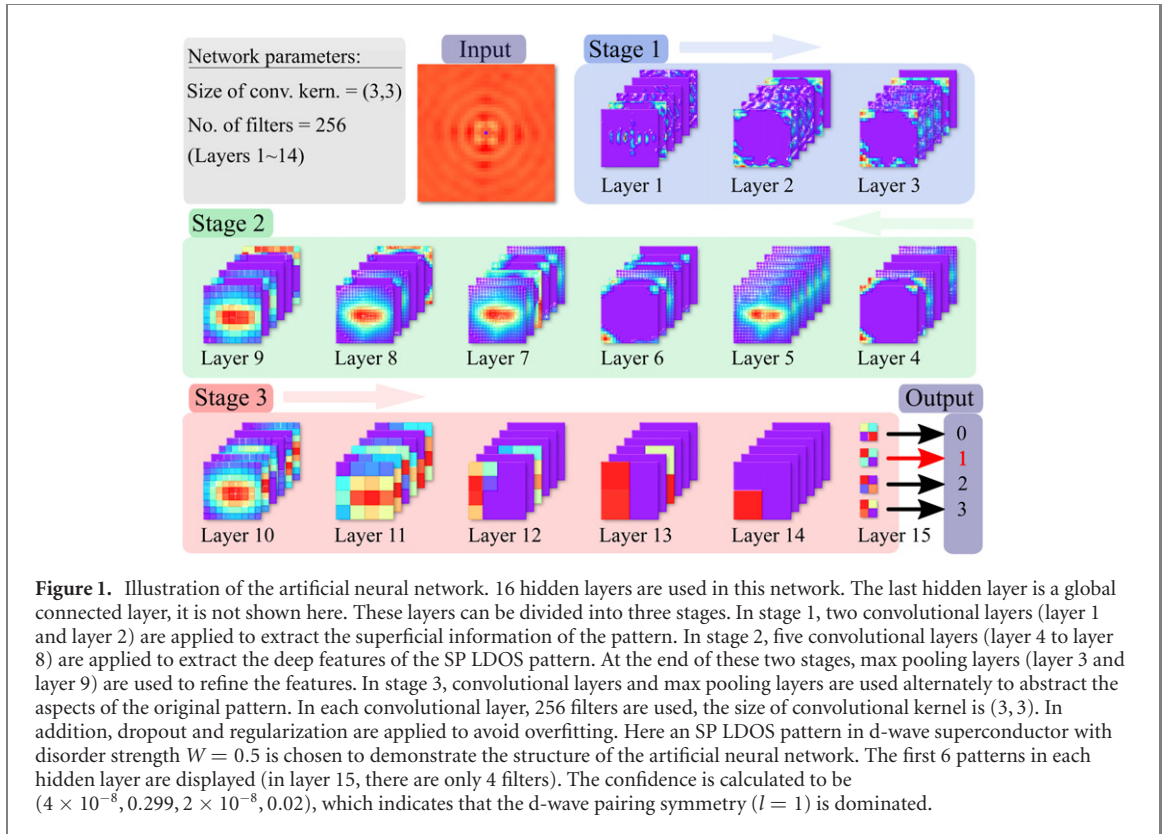 Network parameters:
Size of conv. kern. = (3,3)
No. of filters = 256
(Layers 1~14)
Input
Stage 1
Layer 1
Layer 2
Layer 3
Stage 2
Layer 9
Layer 8
Layer 7
Layer 6
Layer 5
Layer 4
Stage 3
Output
0
1
2
3
Layer 10
Layer 11
Layer 12
Layer 13
Layer 14
Layer 15
Figure 1. Illustration of the artificial neural network. 16 hidden layers are used in this network. The last hidden layer is a global
connected layer, it is not shown here. These layers can be divided into three stages. In stage 1, two convolutional layers (layer 1
and layer 2) are applied to extract the superficial information of the pattern. In stage 2, five convolutional layers (layer 4 to layer
8) are applied to extract the deep features of the SP LDOS pattern. At the end of these two stages, max pooling layers (layer 3 and
layer 9) are used to refine the features. In stage 3, convolutional layers and max pooling layers are used alternately to abstract the
aspects of the original pattern. In each convolutional layer, 256 filters are used, the size of convolutional kernel is (3, 3). In
addition, dropout and regularization are applied to avoid overfitting. Here an SP LDOS pattern in d-wave superconductor with
disorder strength W = 0.5 is chosen to demonstrate the structure of the artificial neural network. The first 6 patterns in each
hidden layer are displayed (in layer 15, there are only 4 filters). The confidence is calculated to be
(4 × 10⁻⁸, 0.299, 2 × 10⁻⁸, 0.02), which indicates that the d-wave pairing symmetry (l = 1) is dominated.